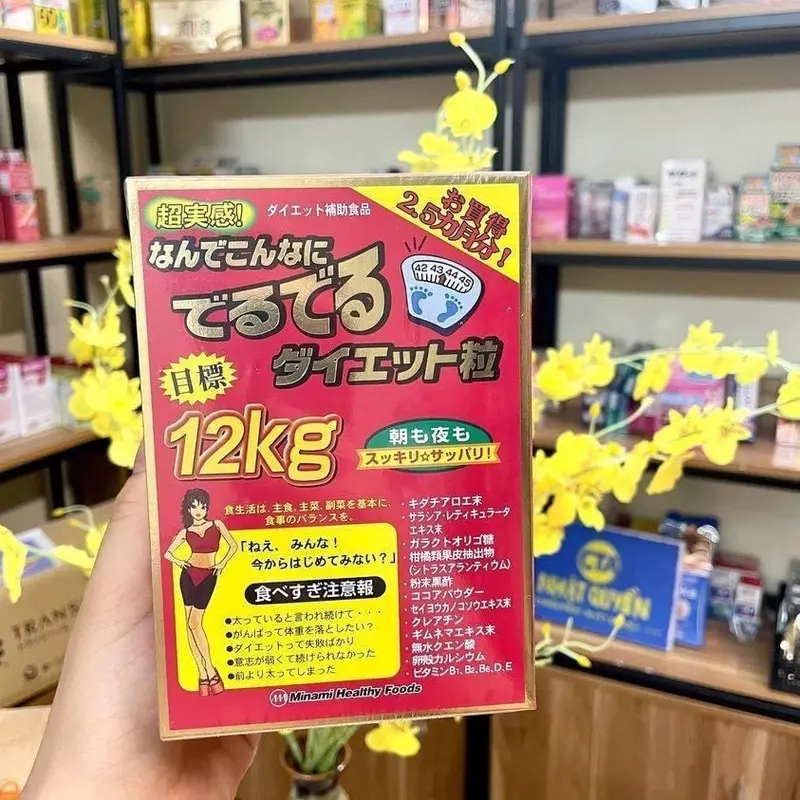 超実感!
ダイエット補助食品
お買得
2.5カ月分!
なんでこんなに
でるでる
42 43 44 45
ダイエット粒
目標
12kg
朝も夜も
スッキリ☆サッパリ!
食生活は、主食、主菜、副菜を基本に、
食事のバランスを。
「ねえ、みんな!
今からはじめてみない?」
食べすぎ注意報
●太っていると言われ続けて・・・
●がんばって体重を落としたい?
●ダイエットって失敗ばかり
●意志が弱くて続けられなかった
●前より太ってしまった
・キダチアロエ末
・サラシア・レティキュラータ
エキス末
・ガラクトオリゴ糖
・柑橘類果皮抽出物
(シトラスアランティウム)
・粉末黒酢
・ココアパウダー
・セイヨウカノコソウエキス末
・クレアチン
・ギムネマエキス末
・無水クエン酸
・卵殻カルシウム
・ビタミンB1、B2、B6、D、E
Minami Healthy Foods
TRANS
NHẬT QUYỀN